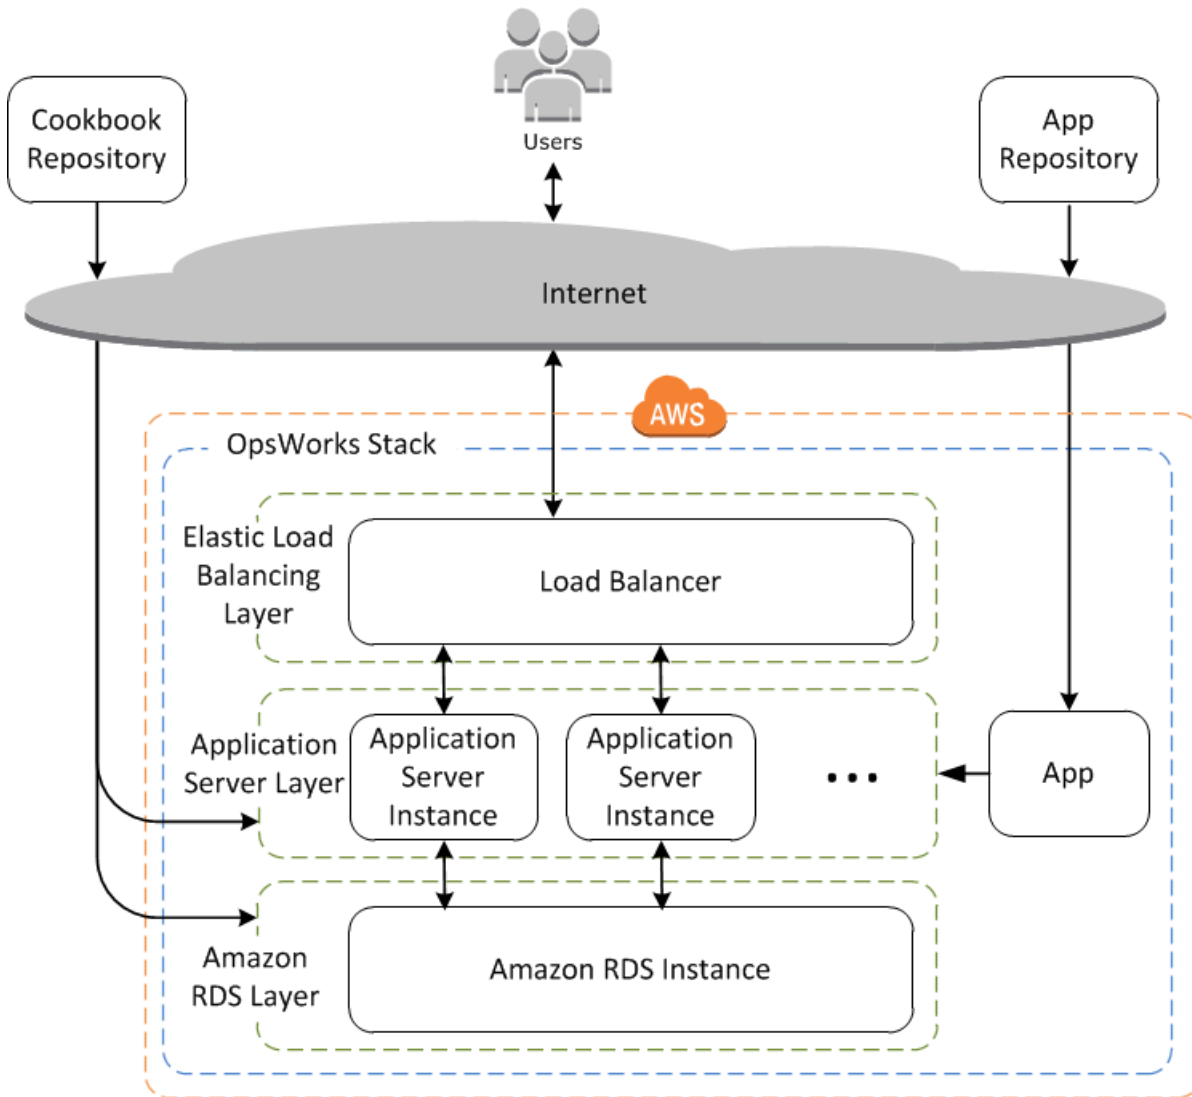 Users
Cookbook
Repository
App
Repository
Internet
AWS
OpsWorks Stack
Elastic Load
Balancing
Layer
Load Balancer
Application
Server Layer
Application
Server
Instance
Application
Server
Instance
...
App
Amazon
RDS Layer
Amazon RDS Instance